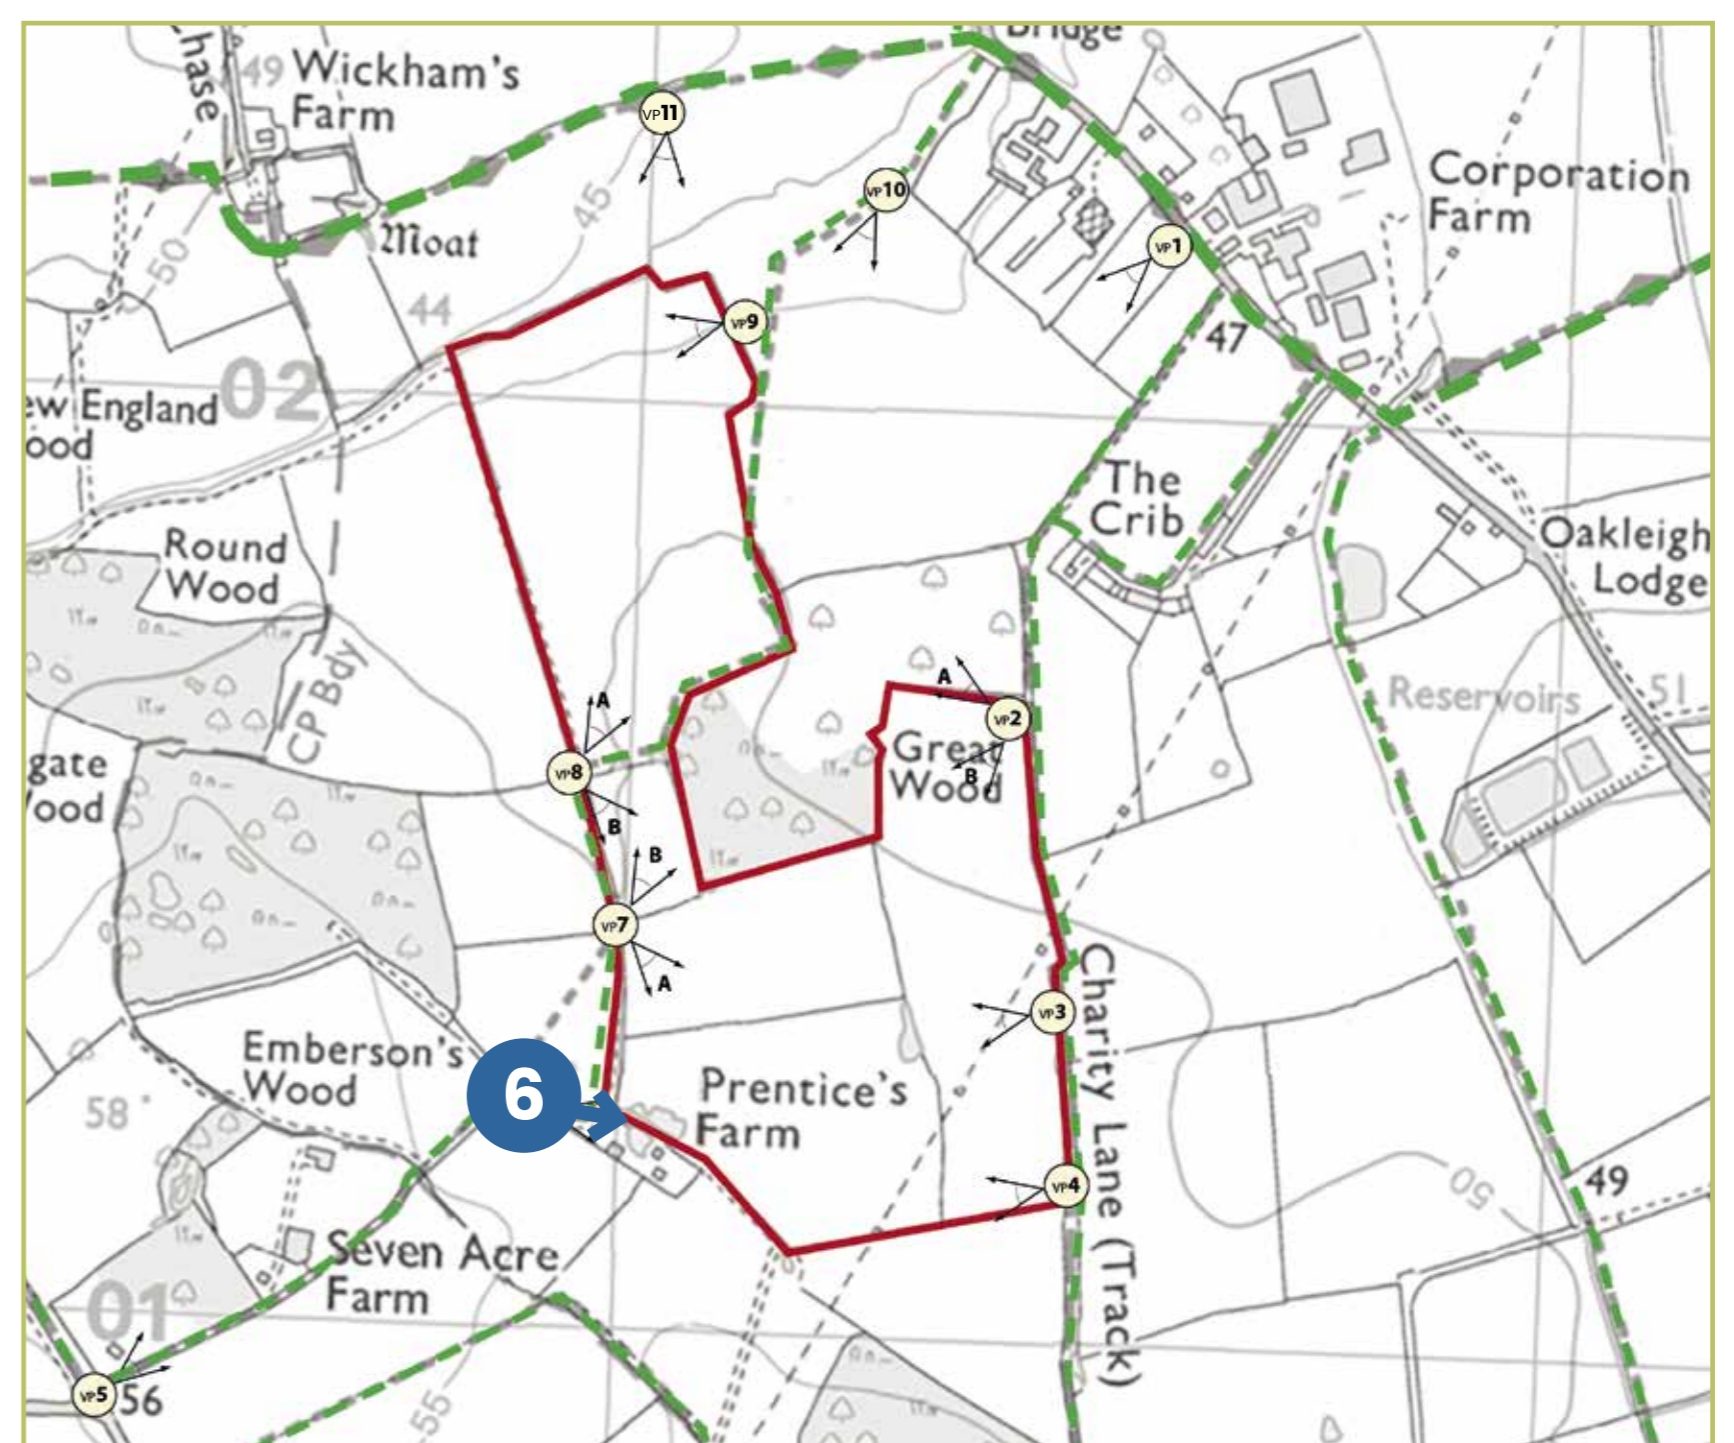 Bridge
Chase
49
Wickham's
Farm
VP11
VP10
Corporation
Farm
Moat
45
50
VP1
44
VP9
47
02
ew England
ood
The
Crib
Round
Wood
Oakleigh
Lodge
CP Bdy
Reservoirs
51
A
A
VP2
VP8
Great
Wood
B
gate
ood
B
B
VP7
A
VP3
Charity Lane (Track)
Emberson's
Wood
58
6
Prentice's
Farm
VP4
49
50
Seven Acre
Farm
01
VP5
56
55